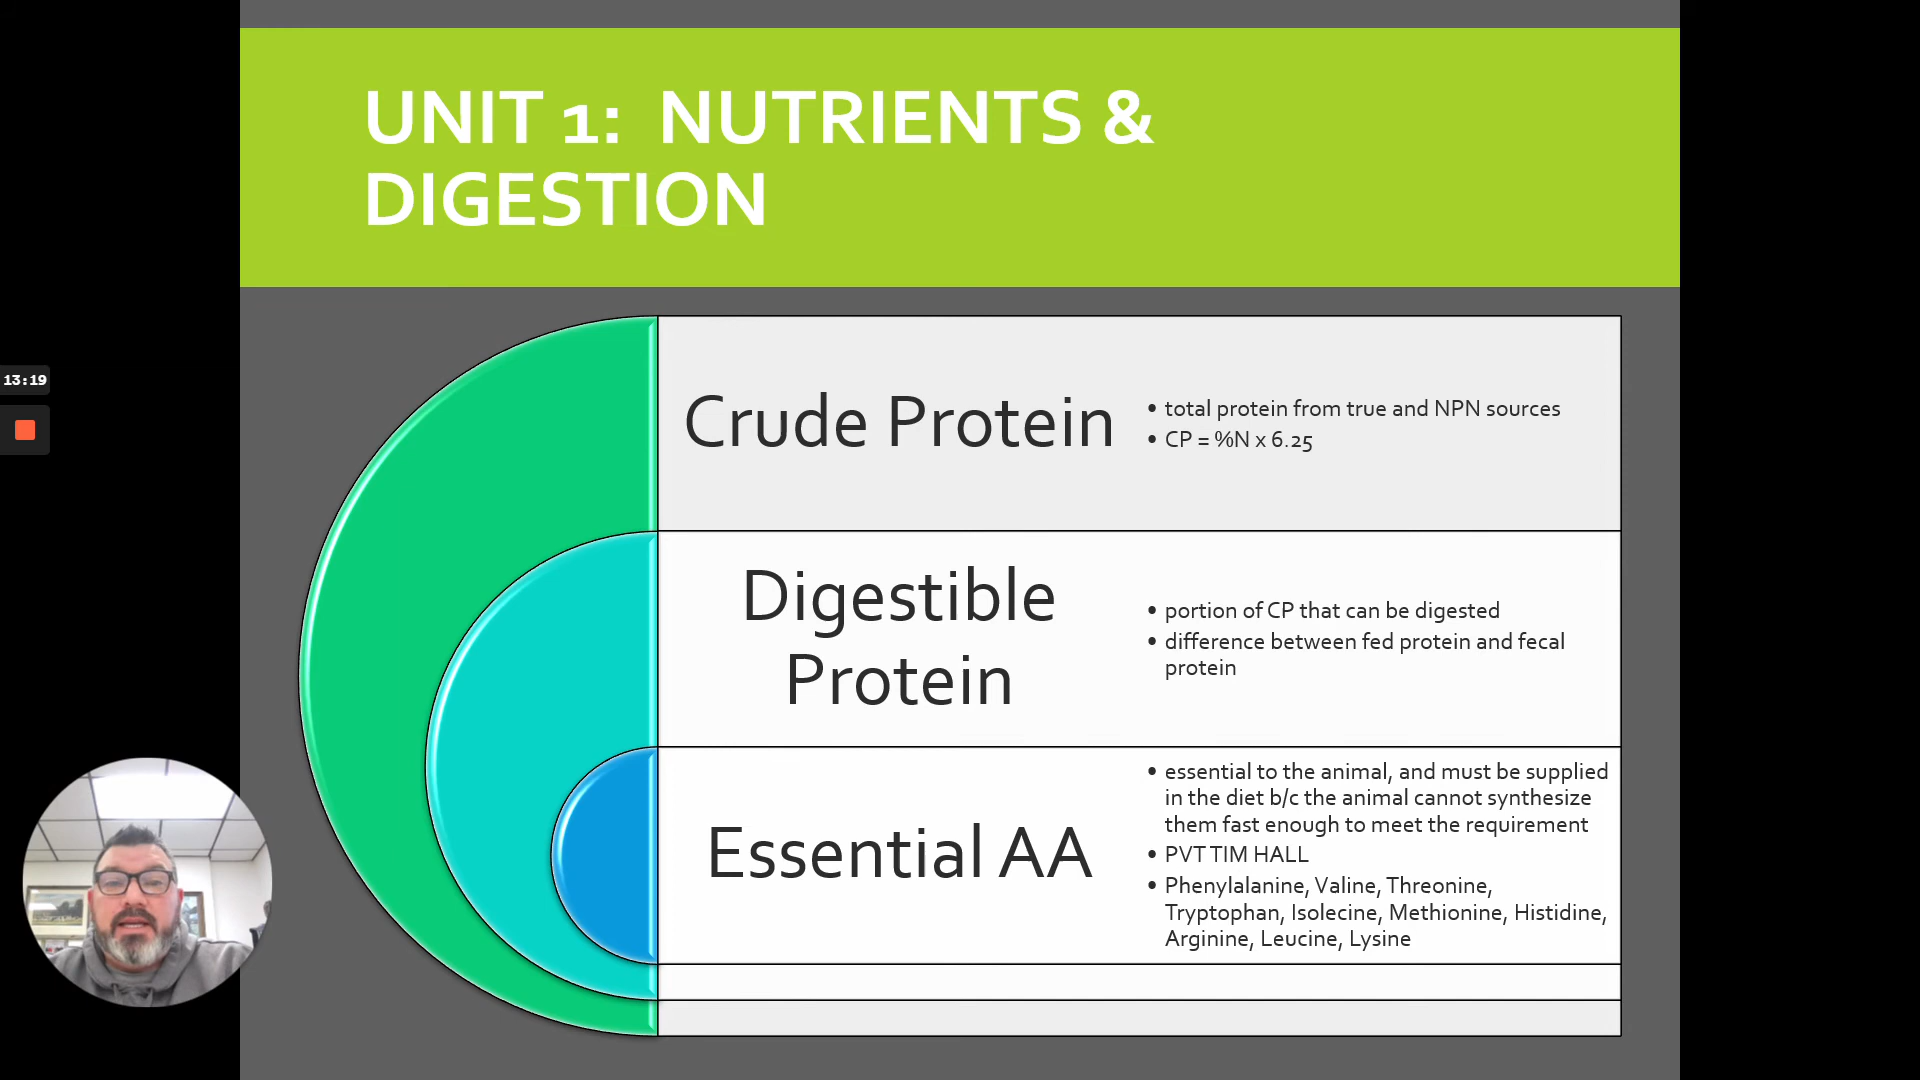 UNIT 1: NUTRIENTS &
DIGESTION
13:19
Crude Protein
• total protein from true and NPN sources
• CP = %N x 6.25
Digestible
Protein
• portion of CP that can be digested
• difference between fed protein and fecal
protein
Essential AA
• essential to the animal, and must be supplied
in the diet b/c the animal cannot synthesize
them fast enough to meet the requirement
• PVT TIM HALL
• Phenylalanine, Valine, Threonine,
Tryptophan, Isolecine, Methionine, Histidine,
Arginine, Leucine, Lysine